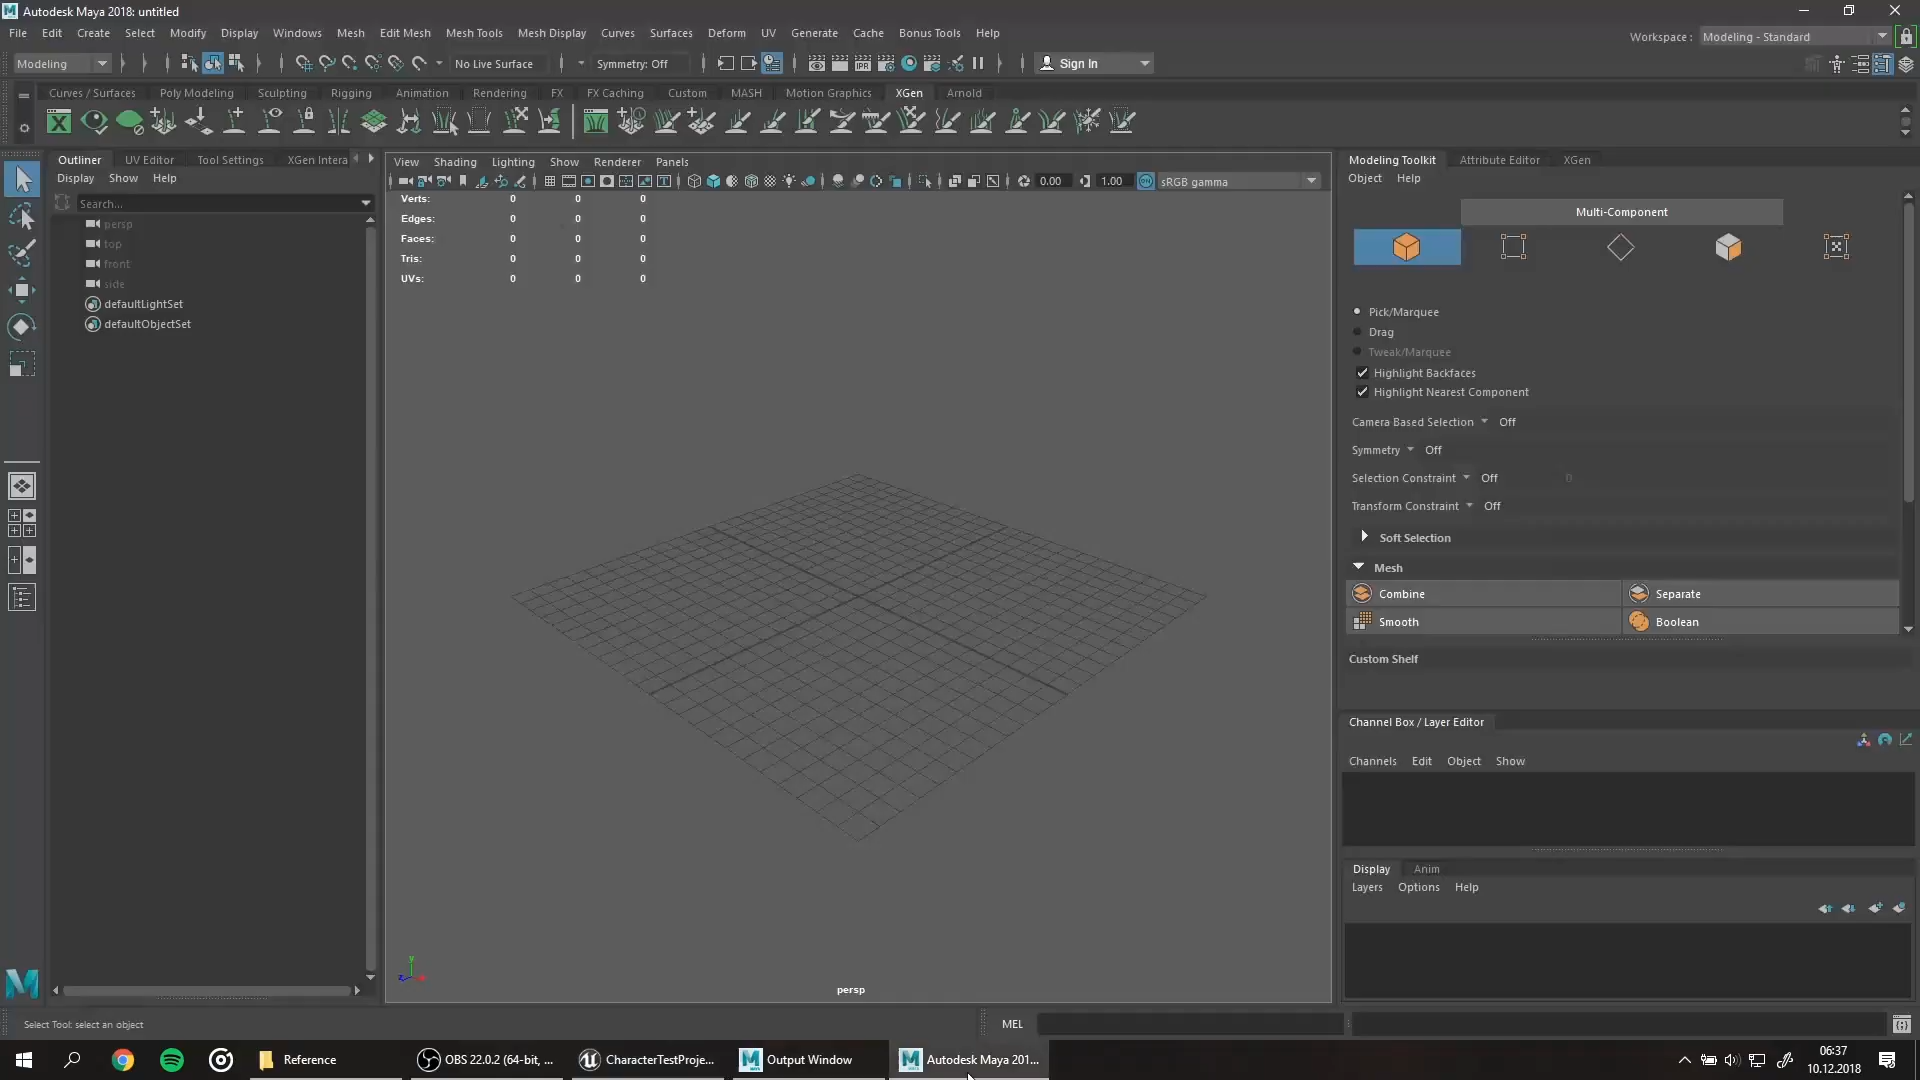 Autodesk Maya 2018: untitled
File Edit Create Select Modify Display Windows Mesh Edit Mesh Mesh Tools Mesh Display Curves Surfaces Deform UV Generate Cache Bonus Tools Help
Workspace : Modeling - Standard
Modeling No Live Surface Symmetry: Off Sign In
Curves / Surfaces Poly Modeling Sculpting Rigging Animation Rendering FX FX Caching Custom MASH Motion Graphics XGen Arnold
Outliner UV Editor Tool Settings XGen Intera
Display Show Help
Search...
persp
top
front
side
defaultLightSet
defaultObjectSet
View Shading Lighting Show Renderer Panels
0.00 1.00 ON sRGB gamma
Verts: 0 0 0
Edges: 0 0 0
Faces: 0 0 0
Tris: 0 0 0
UVs: 0 0 0
y
z
persp
Modeling Toolkit Attribute Editor XGen
Object Help
Multi-Component
Pick/Marquee
Drag
Tweak/Marquee
Highlight Backfaces
Highlight Nearest Component
Camera Based Selection Off
Symmetry Off
Selection Constraint Off 0
Transform Constraint Off
Soft Selection
Mesh
Combine Separate
Smooth Boolean
Custom Shelf
Channel Box / Layer Editor
Channels Edit Object Show
Display Anim
Layers Options Help
Select Tool: select an object
MEL
Reference OBS 22.0.2 (64-bit, ... CharacterTestProje... Output Window Autodesk Maya 201...
06:37
10.12.2018